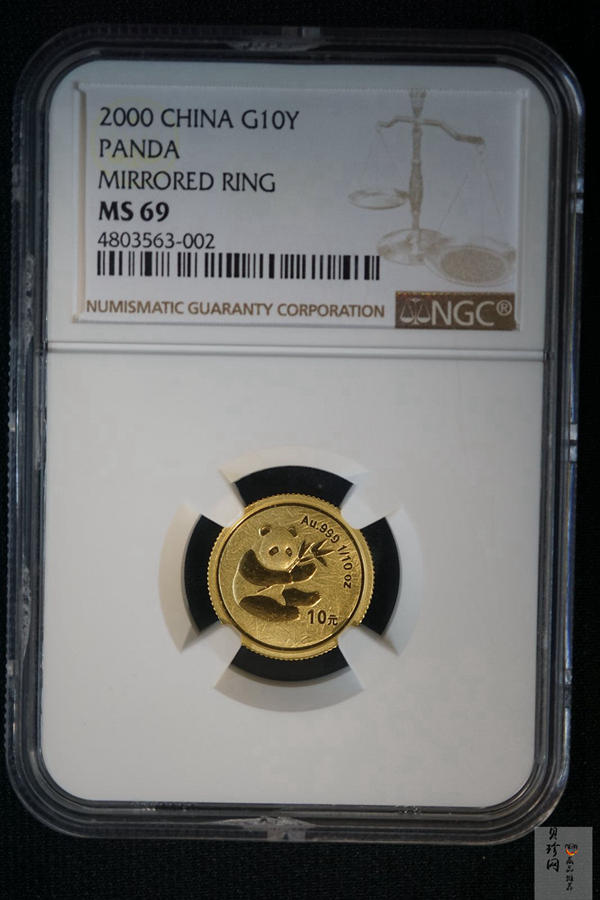 2000 CHINA G10Y
PANDA
MIRRORED RING
MS 69
4803563-002
NUMISMATIC GUARANTY CORPORATION
NGC®
Au.999 1/10 oz
10元
贝珍网